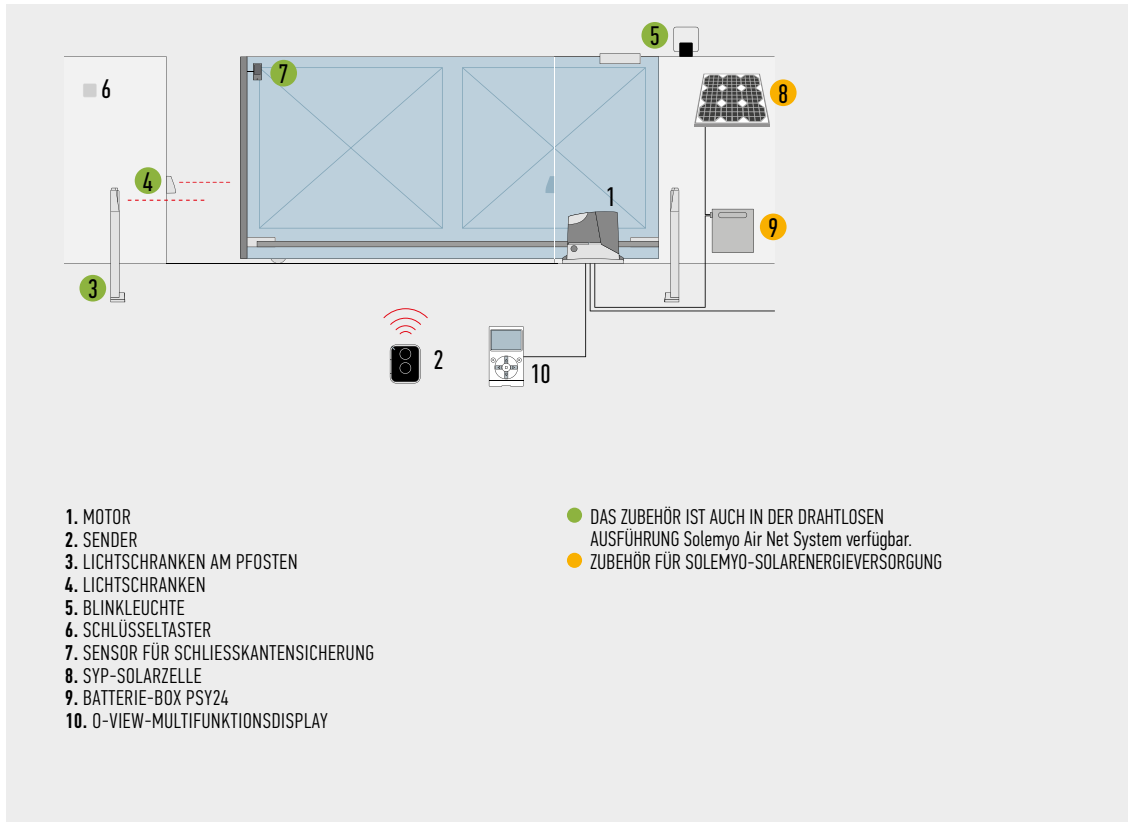 5
7
6
8
4
1
9
3
2
10
1. MOTOR
2. SENDER
3. LICHTSCHRANKEN AM PFOSTEN
4. LICHTSCHRANKEN
5. BLINKLEUCHTE
6. SCHLÜSSELTASTER
7. SENSOR FÜR SCHLIESSKANTENSICHERUNG
8. SYP-SOLARZELLE
9. BATTERIE-BOX PSY24
10. O-VIEW-MULTIFUNKTIONSDISPLAY
DAS ZUBEHÖR IST AUCH IN DER DRAHTLOSEN
AUSFÜHRUNG Solemyo Air Net System verfügbar.
ZUBEHÖR FÜR SOLEMYO-SOLARENERGIEVERSORGUNG